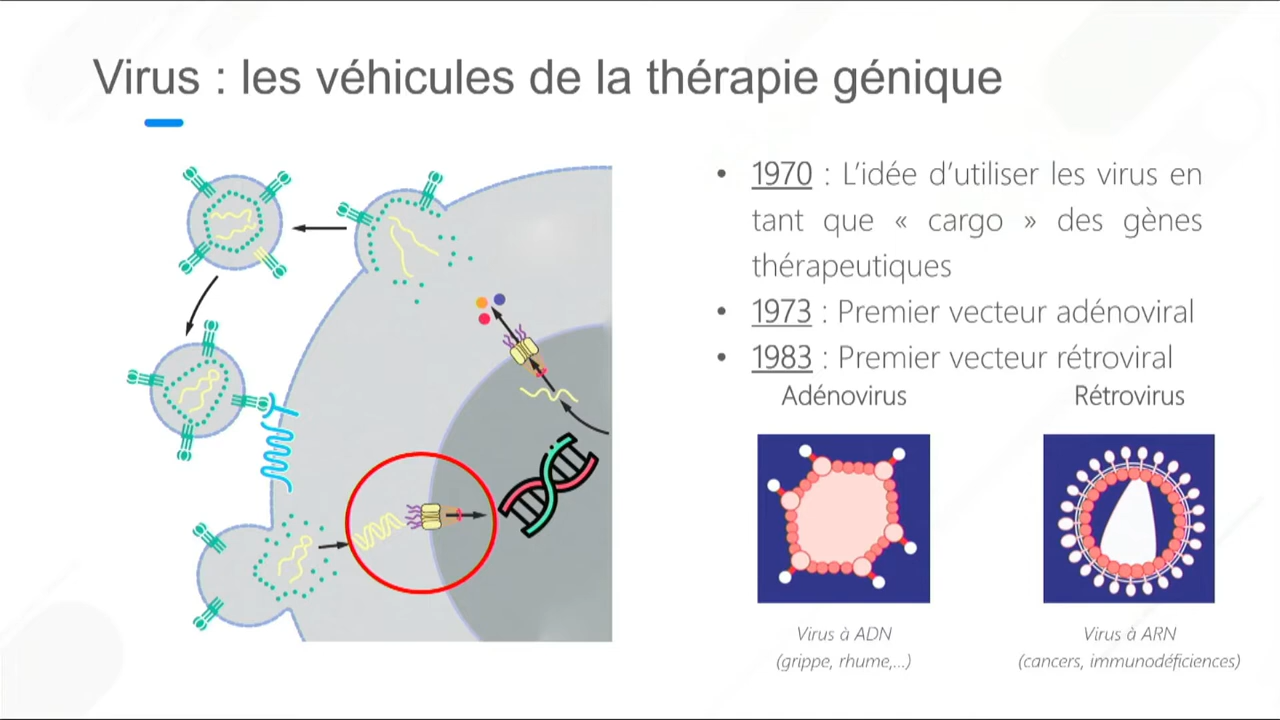 Virus : les véhicules de la thérapie génique
• 1970 : L’idée d’utiliser les virus en
tant que « cargo » des gènes
thérapeutiques
• 1973 : Premier vecteur adénoviral
• 1983 : Premier vecteur rétroviral
Adénovirus
Rétrovirus
Virus à ADN
(grippe, rhume,...)
Virus à ARN
(cancers, immunodéficiences)